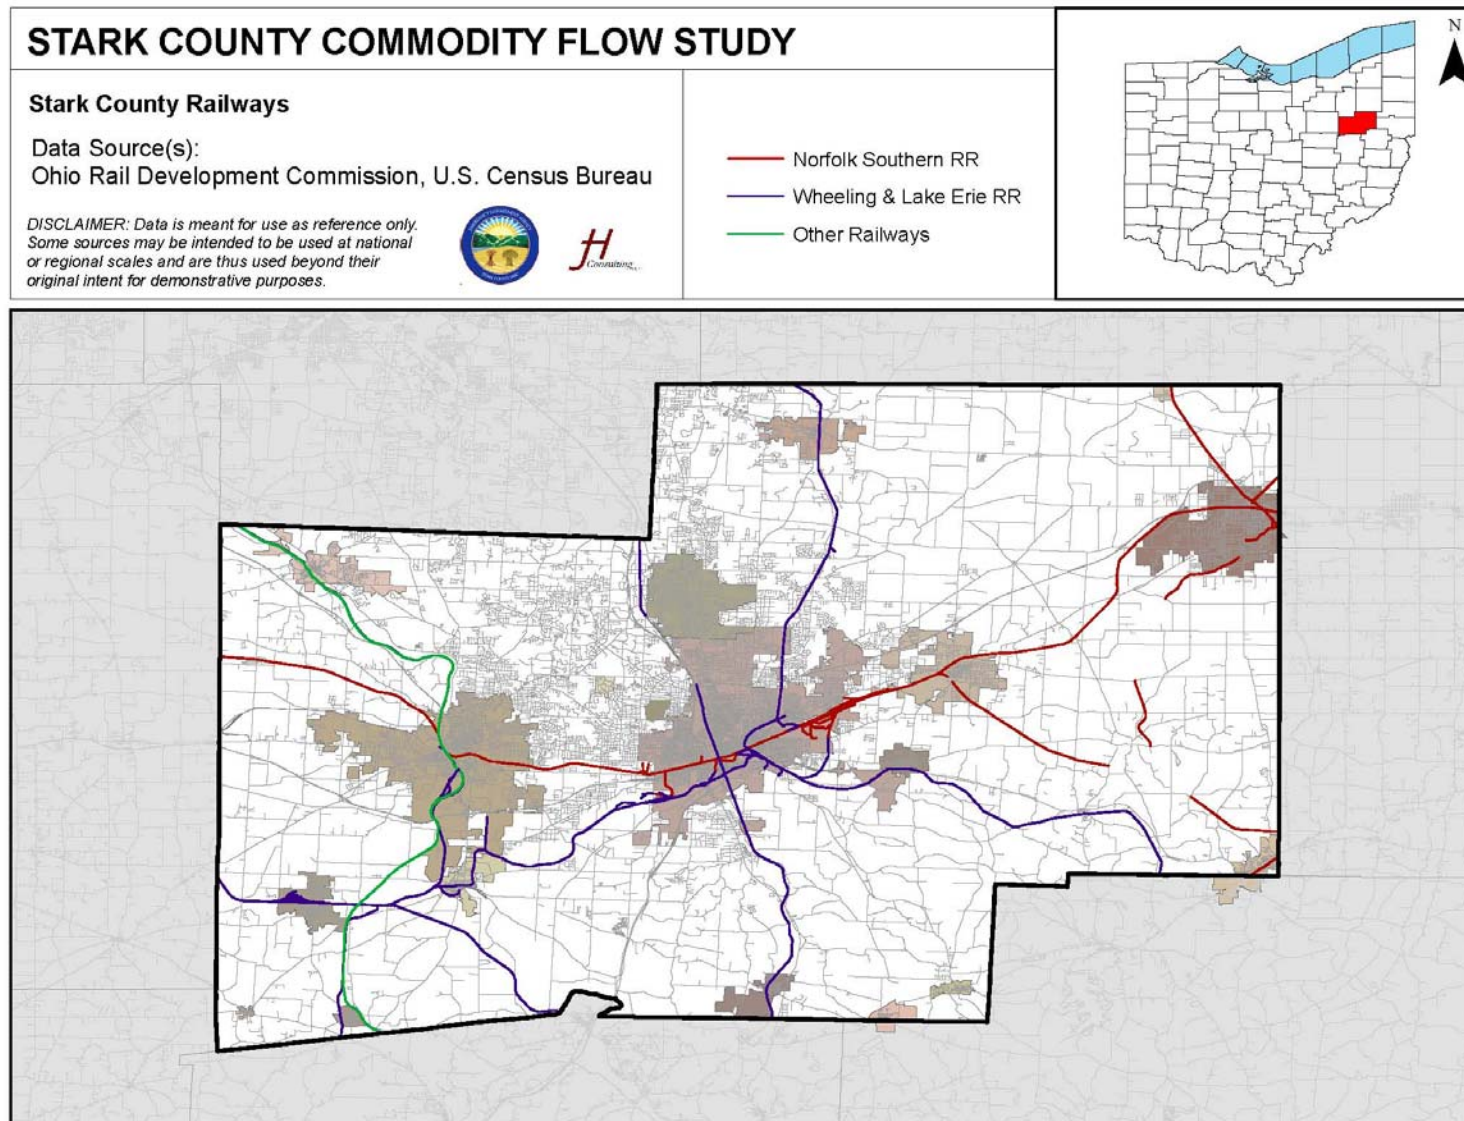 STARK COUNTY COMMODITY FLOW STUDY
Stark County Railways
Data Source(s):
Ohio Rail Development Commission, U.S. Census Bureau
DISCLAIMER: Data is meant for use as reference only.
Some sources may be intended to be used at national
or regional scales and are thus used beyond their
original intent for demonstrative purposes.
JH
Consulting
Norfolk Southern RR
Wheeling & Lake Erie RR
Other Railways
N